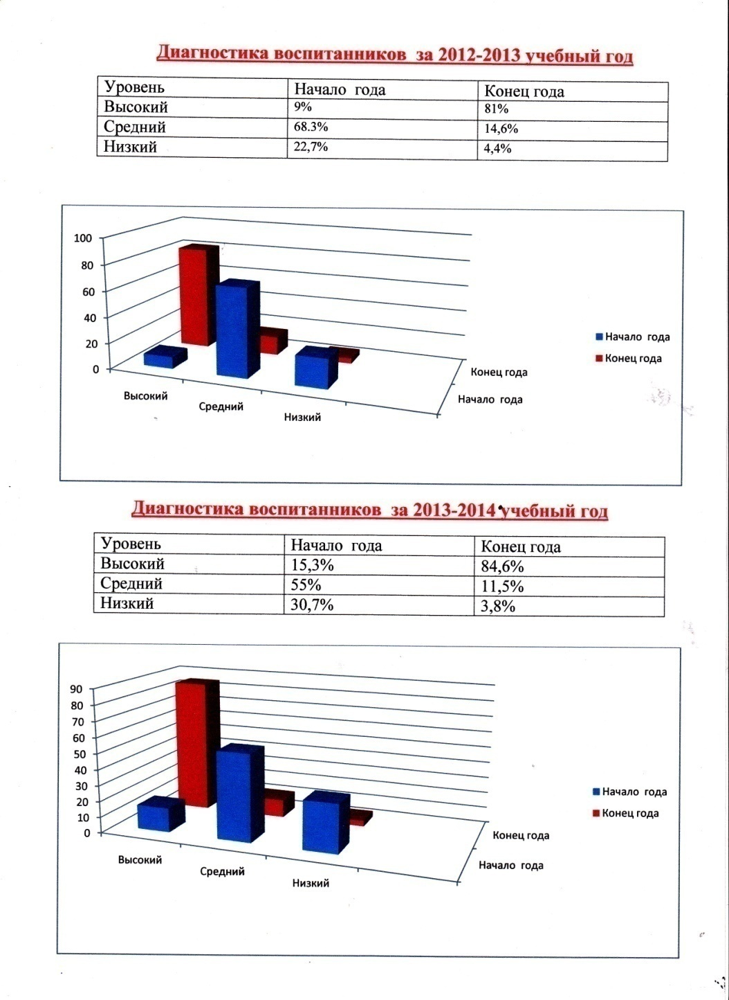 Диагностика воспитанников за 2012-2013 учебный год
Уровень Начало года Конец года
Высокий 9% 81%
Средний 68.3% 14,6%
Низкий 22,7% 4,4%
100
80
60
40
20
0
Высокий
Средний
Низкий
Конец года
Начало года
Начало года
Конец года
Диагностика воспитанников за 2013-2014 учебный год
Уровень Начало года Конец года
Высокий 15,3% 84,6%
Средний 55% 11,5%
Низкий 30,7% 3,8%
90
80
70
60
50
40
30
20
10
0
Высокий
Средний
Низкий
Конец года
Начало года
Начало года
Конец года